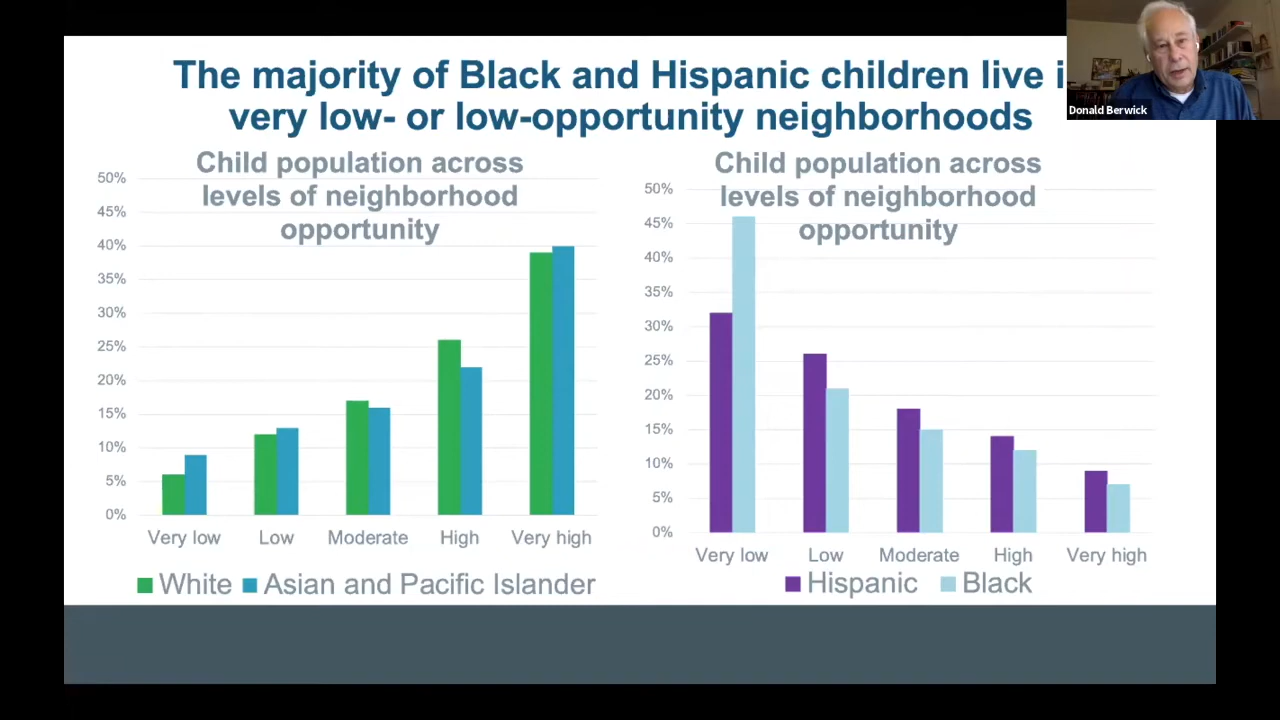 The majority of Black and Hispanic children live i
very low- or low-opportunity neighborhoods
Donald Berwick
Child population across
levels of neighborhood
opportunity
50%
45%
40%
35%
30%
25%
20%
15%
10%
5%
0%
Very low Low Moderate High Very high
White Asian and Pacific Islander
Child population across
levels of neighborhood
opportunity
50%
45%
40%
35%
30%
25%
20%
15%
10%
5%
0%
Very low Low Moderate High Very high
Hispanic Black